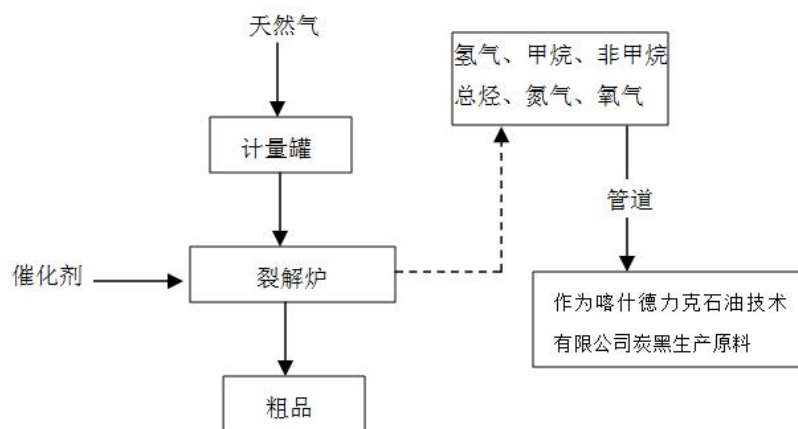 天然气
氢气、甲烷、非甲烷
总烃、氮气、氧气
计量罐
管道
催化剂
裂解炉
作为喀什德力克石油技术
有限公司炭黑生产原料
粗品